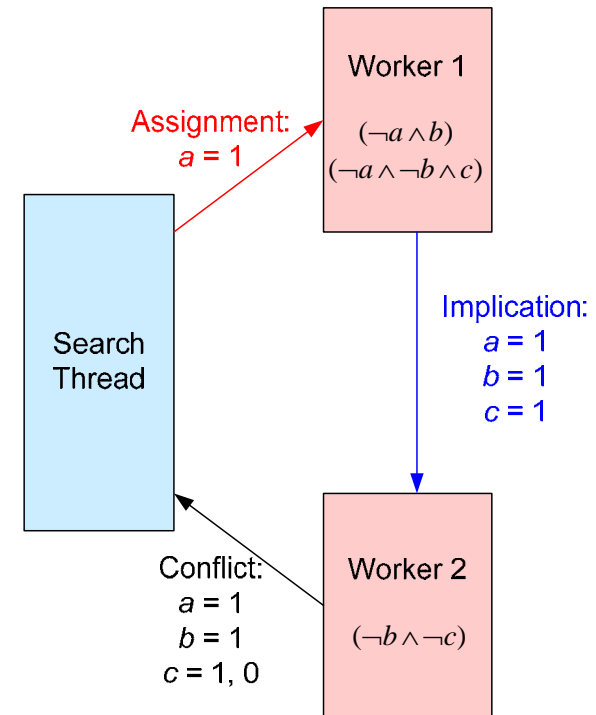 Worker 1
(¬a ∧ b)
(¬a ∧ ¬b ∧ c)
Assignment:
a = 1
Search
Thread
Implication:
a = 1
b = 1
c = 1
Conflict:
a = 1
b = 1
c = 1, 0
Worker 2
(¬b ∧ ¬c)